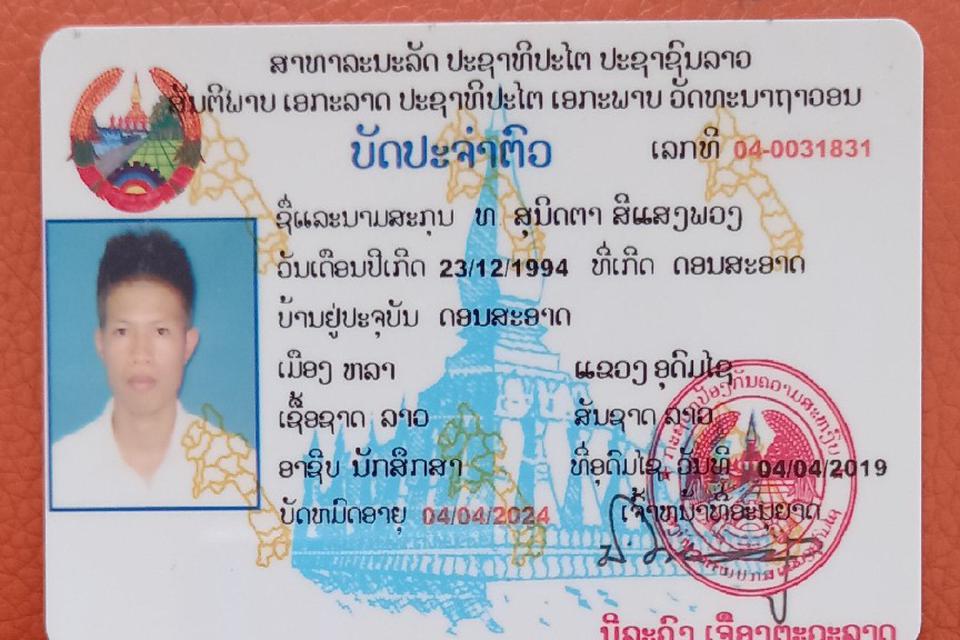 ສາທາລະນະລັດ ປະຊາທິປະໄຕ ປະຊາຊົນລາວ
ສັນຕິພາບ ເອກະລາດ ປະຊາທິປະໄຕ ເອກະພາບ ວັດທະນາຖາວອນ
ບັດປະຈຳຕົວ ເລກທີ 04-0031831
ຊື່ແລະນາມສະກຸນ ທ ສຸນິດຕາ ສີແສງພວງ
ວັນເດືອນປີເກີດ 23/12/1994 ທີ່ເກີດ ດອນສະອາດ
ບ້ານຢູ່ປະຈຸບັນ ດອນສະອາດ
ເມືອງ ຫລາ ແຂວງ ອຸດົມໄຊ
ເຊື້ອຊາດ ລາວ ສັນຊາດ ລາວ
ອາຊີບ ນັກສຶກສາ ທີ່ອຸດົມໄຊ, ວັນທີ 04/04/2019
ບັດຫມົດອາຍຸ 04/04/2024 ເຈົ້າຫນ້າທີ່ອະນຸຍາດ